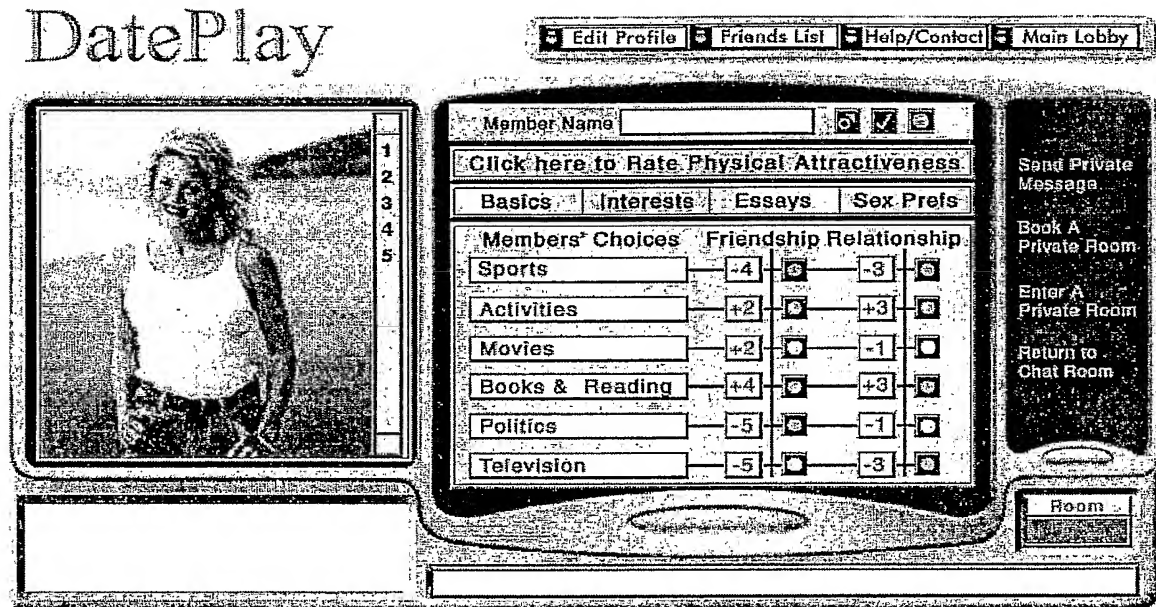 DatePlay
Edit Profile Friends List Help/Contact Main Lobby
Member Name
Click here to Rate Physical Attractiveness
Basics Interests Essays Sex Prefs
Members' Choices Friendship Relationship
Sports -4 -3
Activities +2 +3
Movies +2 -1
Books & Reading +4 +3
Politics -5 -1
Television -5 -3
1
2
3
4
5
Send Private
Message
Book A
Private Room
Enter A
Private Room
Return to
Chat Room
Room